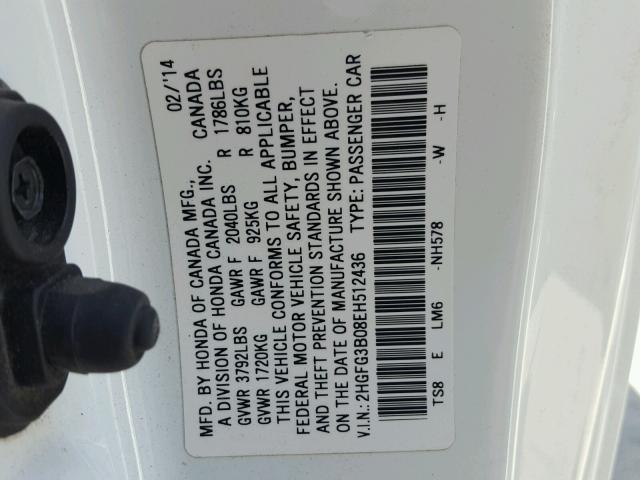 MFD. BY HONDA OF CANADA MFG., 02/'14
A DIVISION OF HONDA CANADA INC. CANADA
GVWR 3792LBS GAWR F 2040LBS R 1786LBS
GVWR 1720KG GAWR F 925KG R 810KG
THIS VEHICLE CONFORMS TO ALL APPLICABLE
FEDERAL MOTOR VEHICLE SAFETY, BUMPER,
AND THEFT PREVENTION STANDARDS IN EFFECT
ON THE DATE OF MANUFACTURE SHOWN ABOVE.
V.I.N.: 2HGFG3B08EH512436 TYPE: PASSENGER CAR
TS8 E LM6 -NH578 -W -H